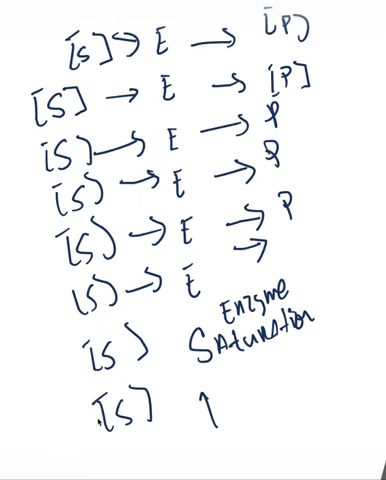 [S] → E → [P]
[S] → E → [P]
[S] → E → P
[S] → E → P
[S] → E → P
[S] → E →
[S] Enzyme Saturation
[S] ↑